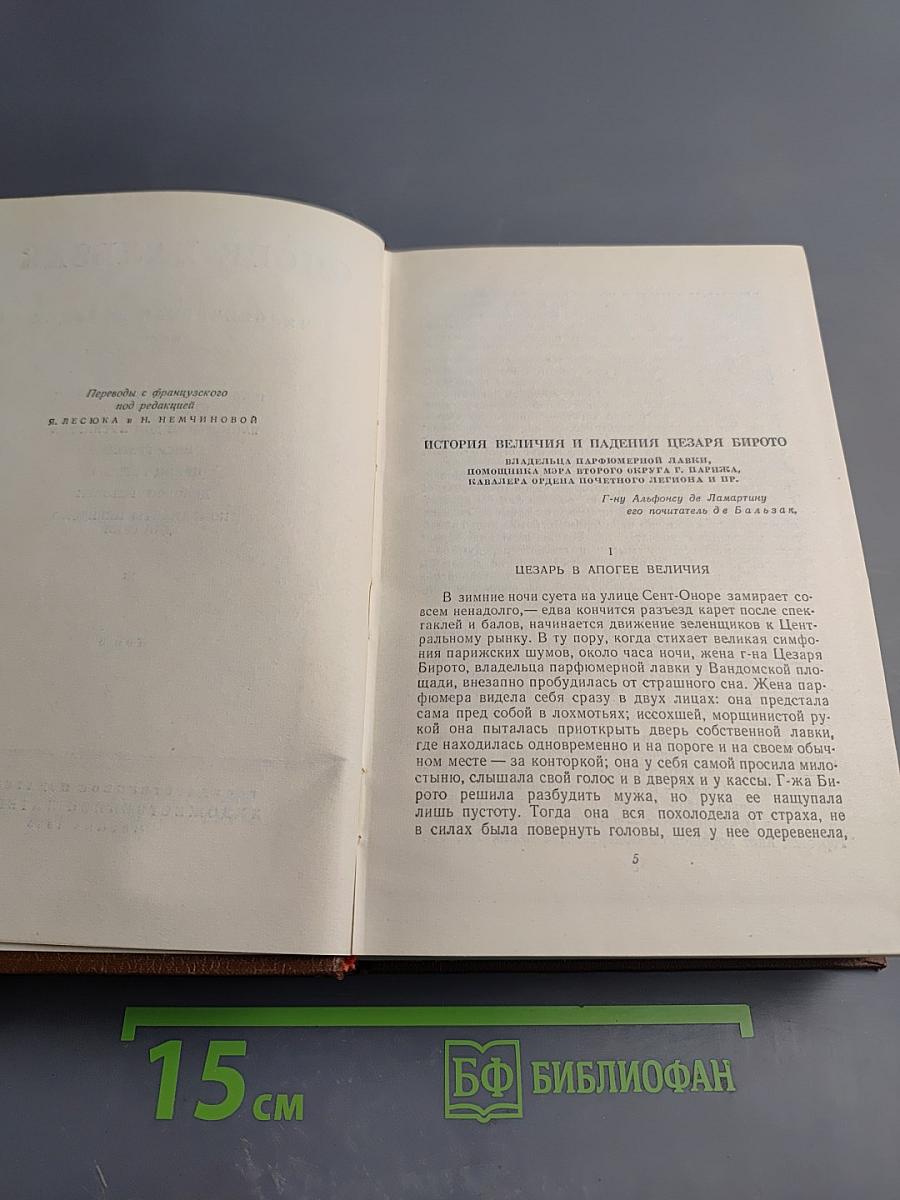 Переводы с французского
под редакцией
Я. ЛЕСЮКА и Н. НЕМЧИНОВОЙ
ИСТОРИЯ ВЕЛИЧИЯ И ПАДЕНИЯ ЦЕЗАРЯ БИРОТО
ВЛАДЕЛЬЦА ПАРФЮМЕРНОЙ ЛАВКИ,
ПОМОЩНИКА МЭРА ВТОРОГО ОКРУГА Г. ПАРИЖА,
КАВАЛЕРА ОРДЕНА ПОЧЕТНОГО ЛЕГИОНА И ПР.
Г-ну Альфонсу де Ламартину
его почитатель де Бальзак.
1
ЦЕЗАРЬ В АПОГЕЕ ВЕЛИЧИЯ
В зимние ночи суета на улице Сент-Оноре замирает со-
всем ненадолго,— едва кончится разъезд карет после спек-
таклей и балов, начинается движение зеленщиков к Цент-
ральному рынку. В ту пору, когда стихает великая симфо-
ния парижских шумов, около часа ночи, жена г-на Цезаря
Бирото, владельца парфюмерной лавки у Вандомской пло-
щади, внезапно пробудилась от страшного сна. Жена пар-
фюмера видела себя сразу в двух лицах: она предстала
сама пред собой в лохмотьях; иссохшей, морщинистой ру-
кой она пыталась приоткрыть дверь собственной лавки,
где находилась одновременно и на пороге и на своем обыч-
ном месте — за конторкой; она у себя самой просила мило-
стыню, слышала свой голос и в дверях и у кассы. Г-жа Би-
рото решила разбудить мужа, но рука ее нащупала
лишь пустоту. Тогда она вся похолодела от страха, не
в силах была повернуть головы, шея у нее одеревенела,
5
15 см
БФ БИБЛИОФАН